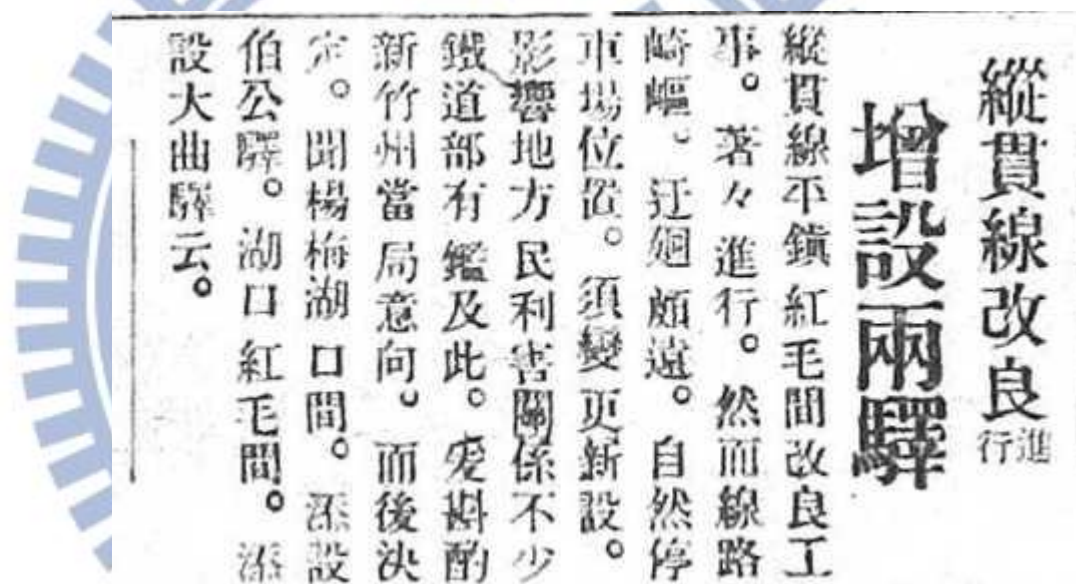 縱貫線改良進行
增設兩驛
縱貫線平鎭紅毛間改良工
事。著々進行。然而線路
崎嶇。迂廻頗遠。自然停
車場位置。須變更新設。
影響地方民利害關係不少
鐵道部有鑑及此。爰斟酌
新竹州當局意向。而後決
定。聞楊梅湖口間。添設
伯公驛。湖口紅毛間。添
設大曲驛云。